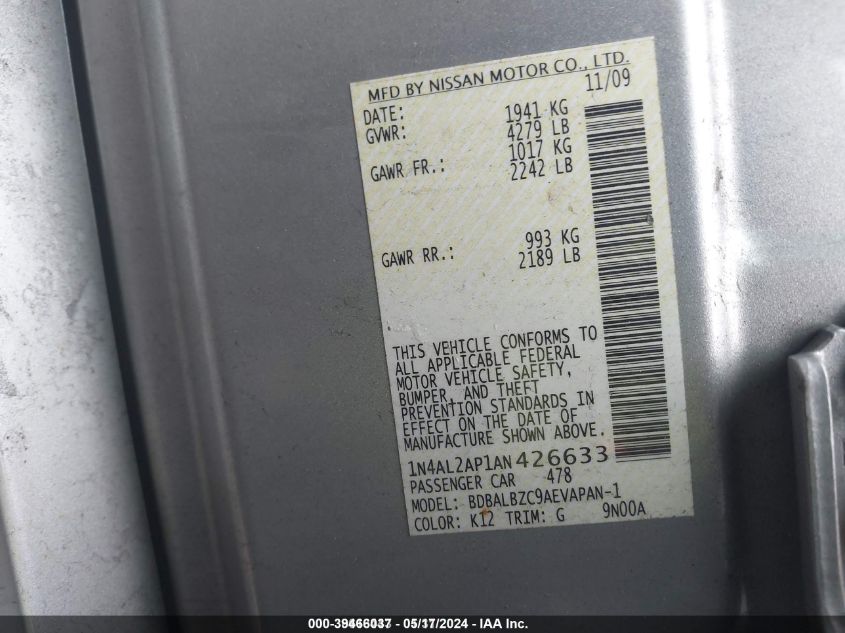 MFD BY NISSAN MOTOR CO., LTD.
DATE: 11/09
GVWR: 1941 KG
4279 LB
GAWR FR.: 1017 KG
2242 LB
GAWR RR.: 993 KG
2189 LB
THIS VEHICLE CONFORMS TO
ALL APPLICABLE FEDERAL
MOTOR VEHICLE SAFETY,
BUMPER, AND THEFT
PREVENTION STANDARDS IN
EFFECT ON THE DATE OF
MANUFACTURE SHOWN ABOVE.
1N4AL2AP1AN 426633
PASSENGER CAR 478
MODEL: BDBALBZC9AEVAPAN-1
COLOR: K12 TRIM: G 9N00A
000-39466037 - 05/17/2024 - IAA Inc.